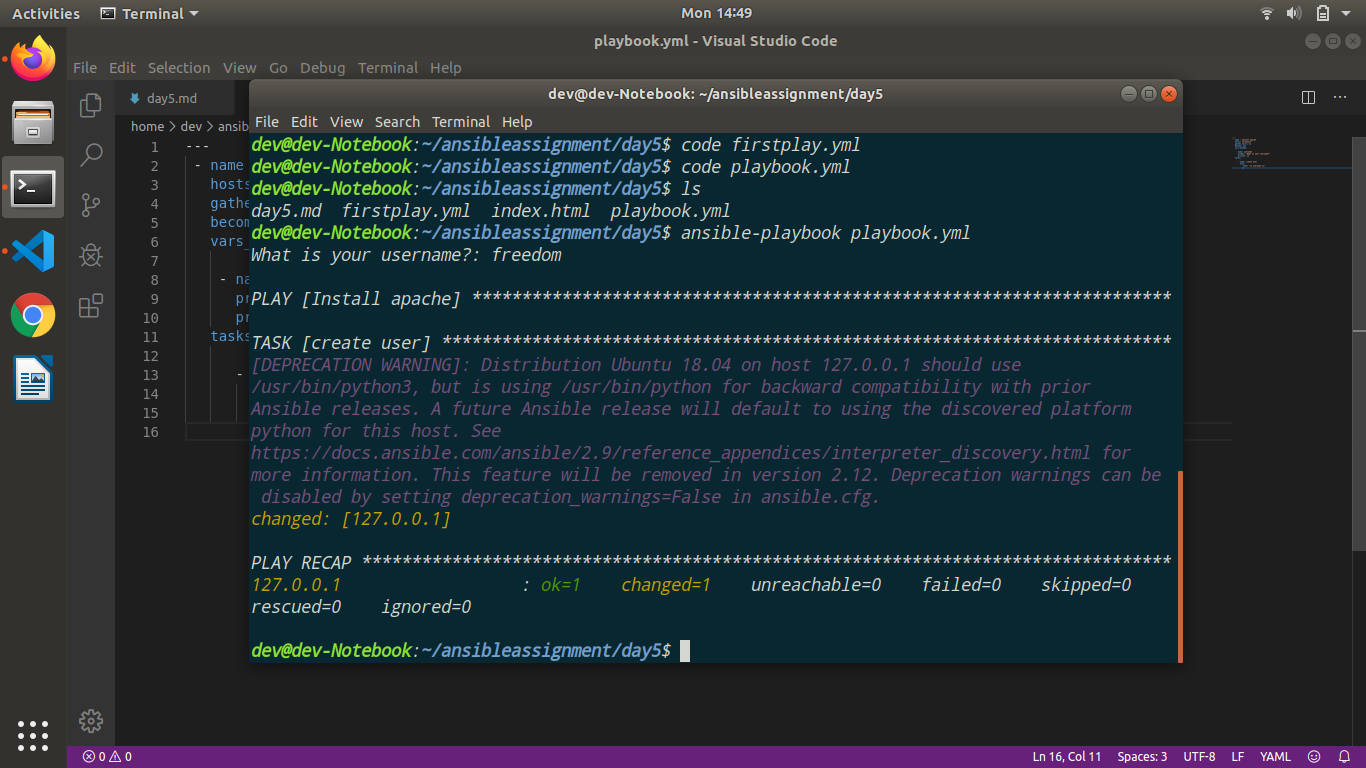 Activities Terminal Mon 14:49
playbook.yml - Visual Studio Code
File Edit Selection View Go Debug Terminal Help
day5.md
home > dev > ansib
1 ---
2 - name
3 hosts
4 gathe
5 becom
6 vars_
7
8 - na
9 pr
10 pr
11 tasks
12
13 -
14
15
16
dev@dev-Notebook: ~/ansibleassignment/day5
File Edit View Search Terminal Help
dev@dev-Notebook:~/ansibleassignment/day5$ code firstplay.yml
dev@dev-Notebook:~/ansibleassignment/day5$ code playbook.yml
dev@dev-Notebook:~/ansibleassignment/day5$ ls
day5.md firstplay.yml index.html playbook.yml
dev@dev-Notebook:~/ansibleassignment/day5$ ansible-playbook playbook.yml
What is your username?: freedom
PLAY [Install apache] **********************************************************************
TASK [create user] *************************************************************************
[DEPRECATION WARNING]: Distribution Ubuntu 18.04 on host 127.0.0.1 should use
/usr/bin/python3, but is using /usr/bin/python for backward compatibility with prior
Ansible releases. A future Ansible release will default to using the discovered platform
python for this host. See
https://docs.ansible.com/ansible/2.9/reference_appendices/interpreter_discovery.html for
more information. This feature will be removed in version 2.12. Deprecation warnings can be
disabled by setting deprecation_warnings=False in ansible.cfg.
changed: [127.0.0.1]
PLAY RECAP *********************************************************************************
127.0.0.1 : ok=1 changed=1 unreachable=0 failed=0 skipped=0
rescued=0 ignored=0
dev@dev-Notebook:~/ansibleassignment/day5$
0 0 Ln 16, Col 11 Spaces: 3 UTF-8 LF YAML